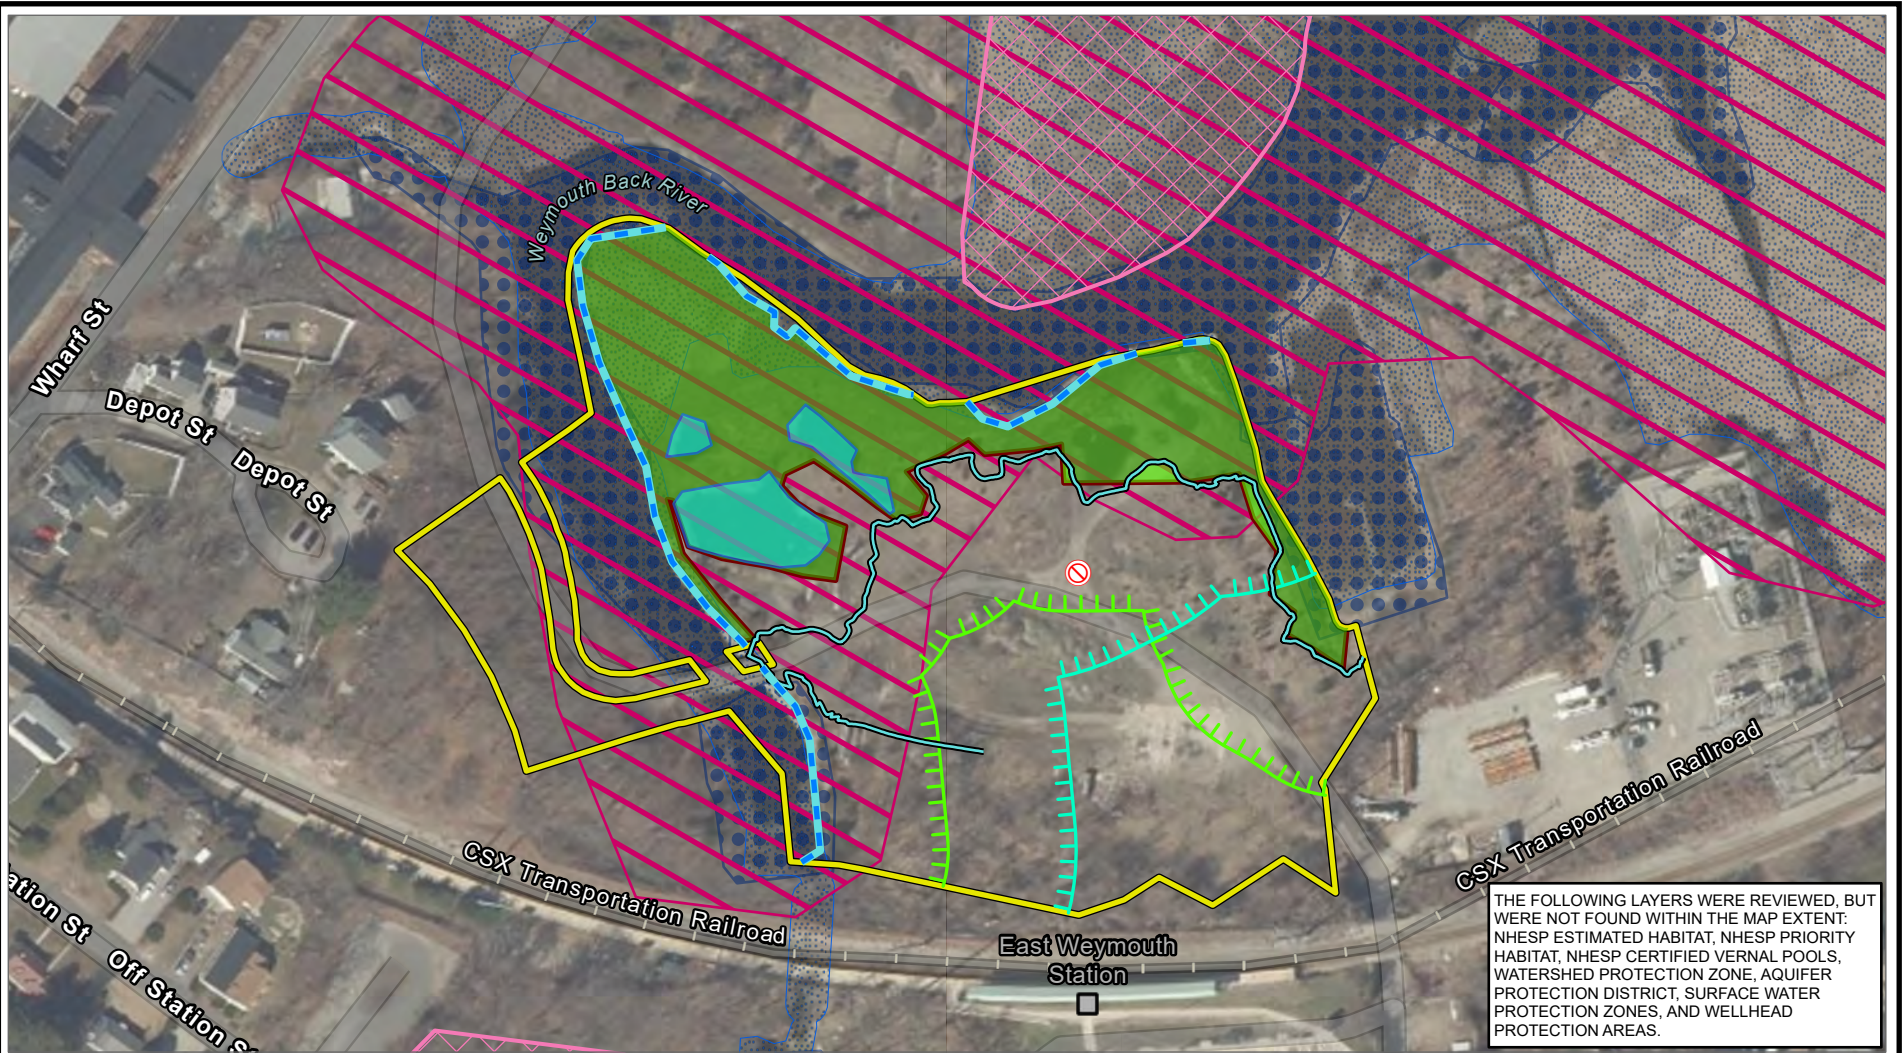 Weymouth Back River
Wharf St
Depot St
Depot St
CSX Transportation Railroad
CSX Transportation Railroad
East Weymouth
Station
St
Off Station
THE FOLLOWING LAYERS WERE REVIEWED, BUT
WERE NOT FOUND WITHIN THE MAP EXTENT:
NHESP ESTIMATED HABITAT, NHESP PRIORITY
HABITAT, NHESP CERTIFIED VERNAL POOLS,
WATERSHED PROTECTION ZONE, AQUIFER
PROTECTION DISTRICT, SURFACE WATER
PROTECTION ZONES, AND WELLHEAD
PROTECTION AREAS.